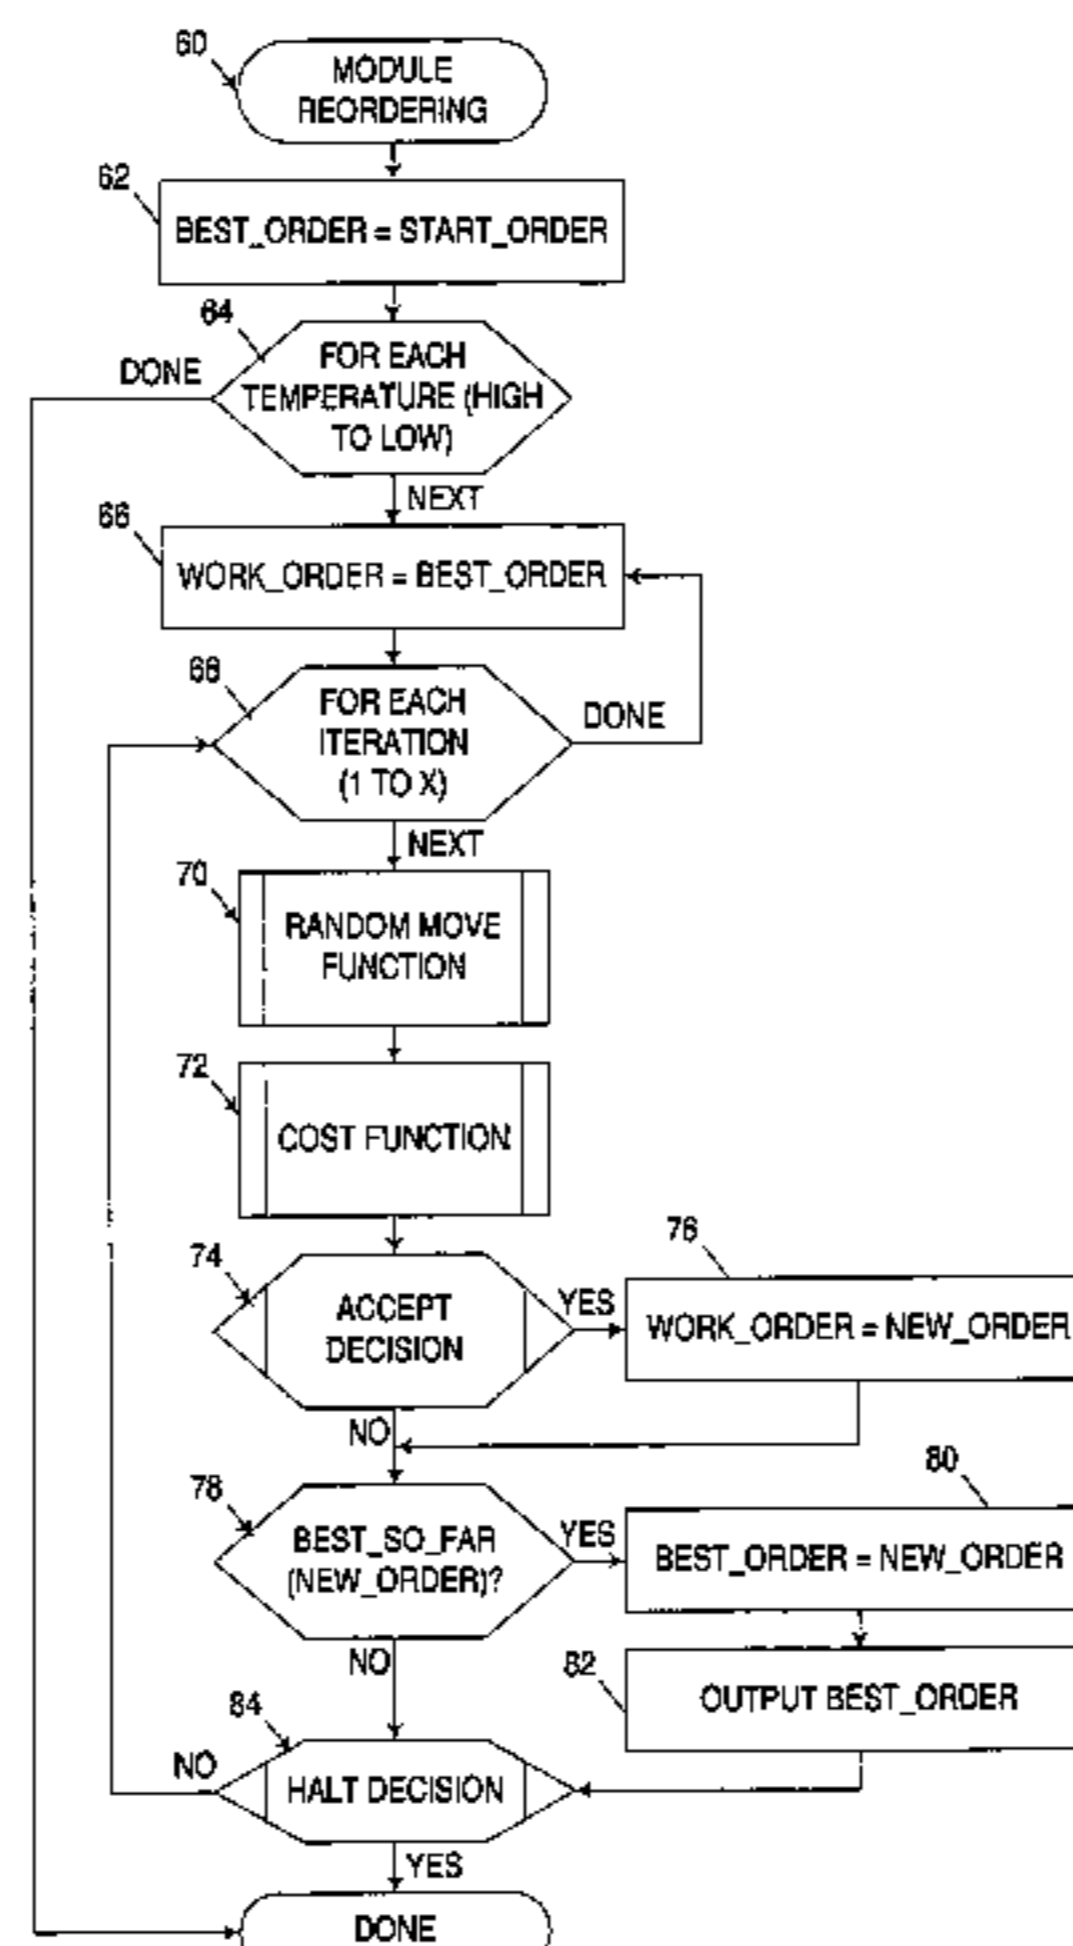 60
MODULE
REORDERING
62
BEST_ORDER = START_ORDER
64
DONE
FOR EACH
TEMPERATURE (HIGH
TO LOW)
NEXT
66
WORK_ORDER = BEST_ORDER
68
FOR EACH
ITERATION
(1 TO X)
DONE
NEXT
70
RANDOM MOVE
FUNCTION
72
COST FUNCTION
74
ACCEPT
DECISION
YES
76
WORK_ORDER = NEW_ORDER
NO
78
BEST_SO_FAR
(NEW_ORDER)?
YES
80
BEST_ORDER = NEW_ORDER
NO
82
OUTPUT BEST_ORDER
84
NO
HALT DECISION
YES
DONE